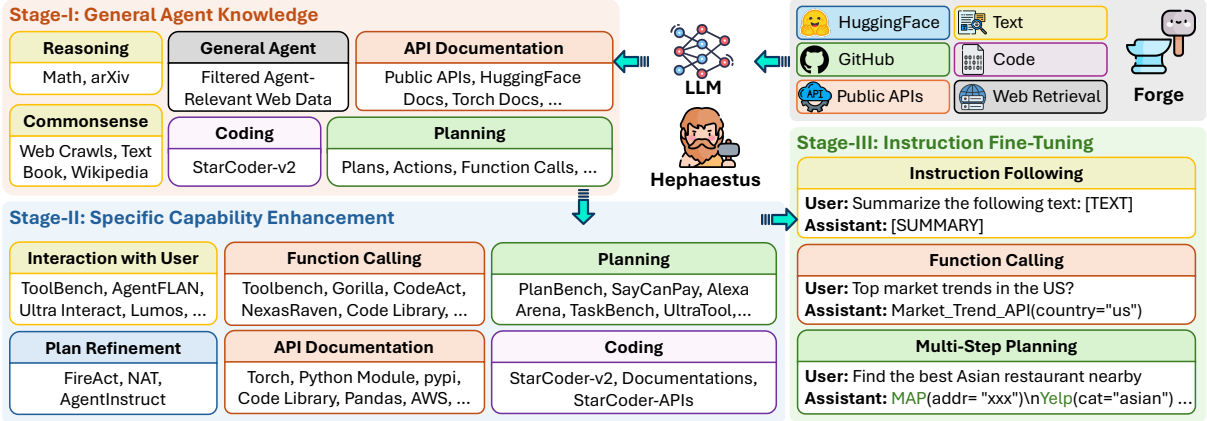 Stage-I: General Agent Knowledge
Reasoning
Math, arXiv
General Agent
Filtered Agent-
Relevant Web Data
API Documentation
Public APIs, HuggingFace
Docs, Torch Docs, ...
Commonsense
Web Crawls, Text
Book, Wikipedia
Coding
StarCoder-v2
Planning
Plans, Actions, Function Calls, ...
LLM
Hephaestus
HuggingFace
Text
GitHub
Code
API
Public APIs
Web Retrieval
Forge
Stage-II: Specific Capability Enhancement
Interaction with User
ToolBench, AgentFLAN,
Ultra Interact, Lumos, ...
Function Calling
Toolbench, Gorilla, CodeAct,
NexasRaven, Code Library, ...
Planning
PlanBench, SayCanPay, Alexa
Arena, TaskBench, UltraTool,...
Plan Refinement
FireAct, NAT,
AgentInstruct
API Documentation
Torch, Python Module, pypi,
Code Library, Pandas, AWS, ...
Coding
StarCoder-v2, Documentations,
StarCoder-APIs
Stage-III: Instruction Fine-Tuning
Instruction Following
User: Summarize the following text: [TEXT]
Assistant: [SUMMARY]
Function Calling
User: Top market trends in the US?
Assistant: Market_Trend_API(country="us")
Multi-Step Planning
User: Find the best Asian restaurant nearby
Assistant: MAP(addr= "xxx")\nYelp(cat="asian") ...